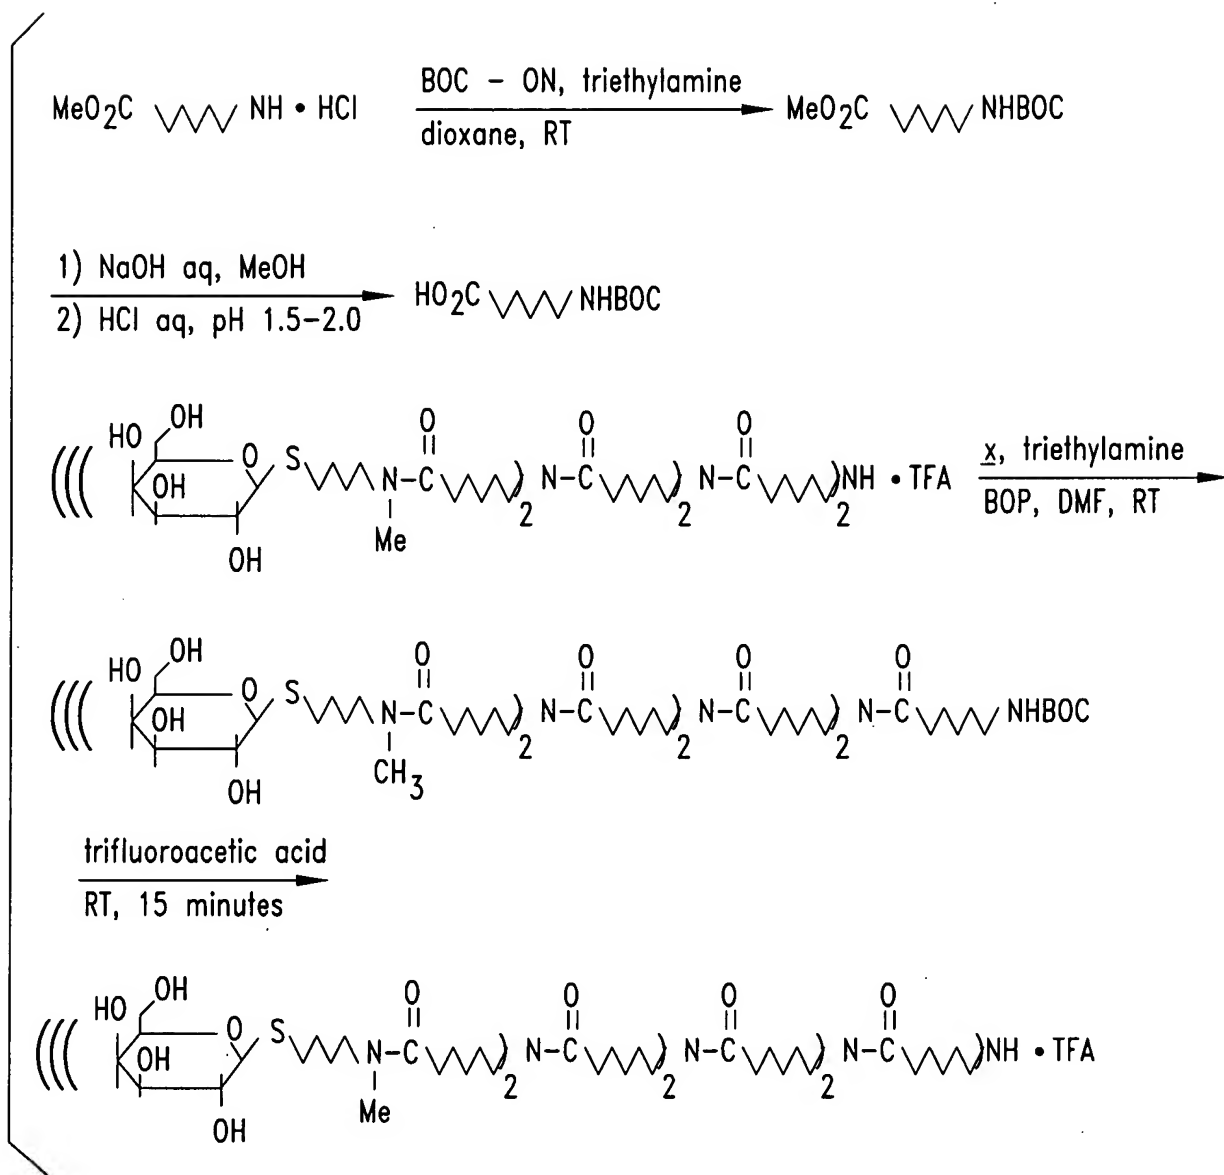 BOC – ON, triethylamine
MeO2C NH • HCl MeO2C NHBOC
dioxane, RT
1) NaOH aq, MeOH
HO2C NHBOC
2) HCl aq, pH 1.5–2.0
O O O
OH
HO
x, triethylamine
(((
O S N–C )2 N–C )2 N–C )2 NH • TFA
OH
BOP, DMF, RT
Me
OH
O O O O
OH
HO
(((
O S N–C )2 N–C )2 N–C )2 N–C NHBOC
OH
CH3
OH
trifluoroacetic acid
RT, 15 minutes
O O O O
OH
HO
(((
O S N–C )2 N–C )2 N–C )2 N–C )NH • TFA
OH
Me
OH